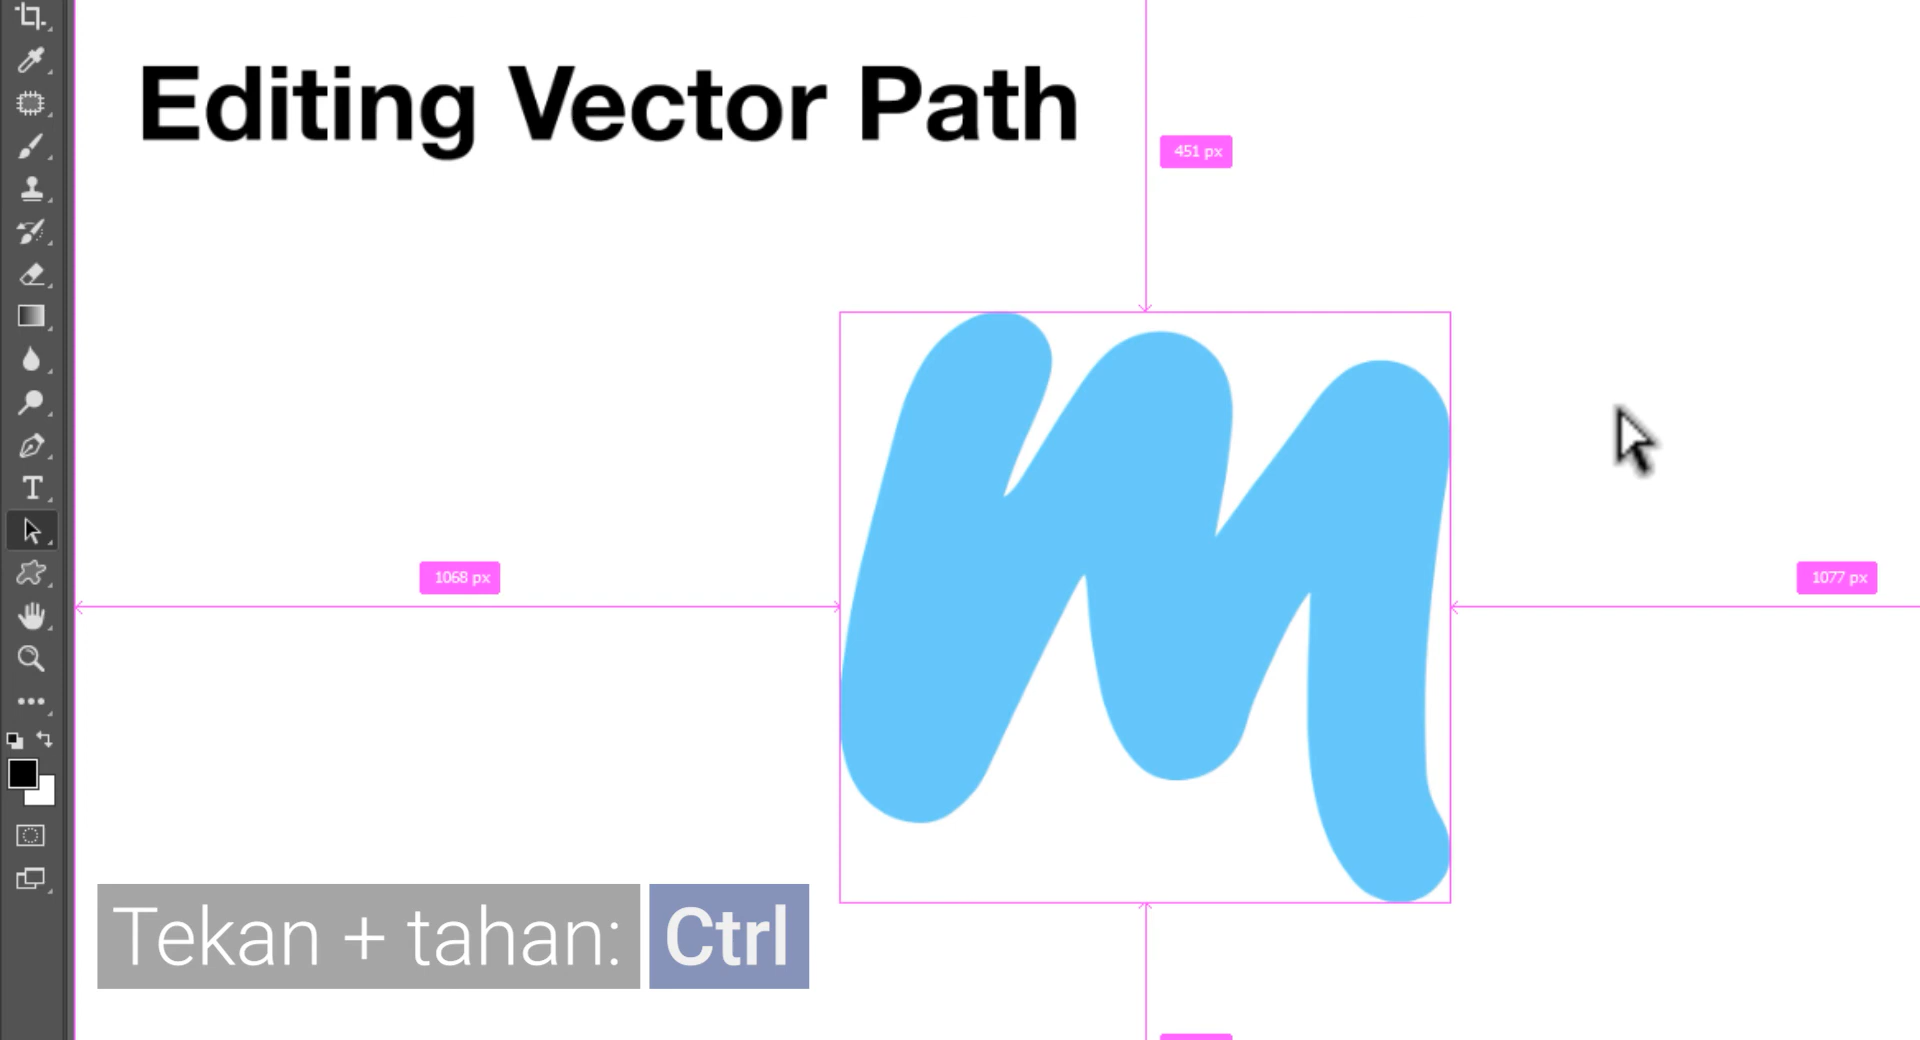 Editing Vector Path
451 px
1068 px
1077 px
Tekan + tahan: Ctrl